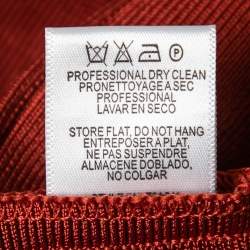 P
PROFESSIONAL DRY CLEAN
PRONETTOYAGE A SEC
PROFESSIONAL
LAVAR EN SECO
STORE FLAT, DO NOT HANG
ENTREPOSER A PLAT,
NE PAS SUSPENDRE
ALMACENE DOBLADO,
NO COLGAR